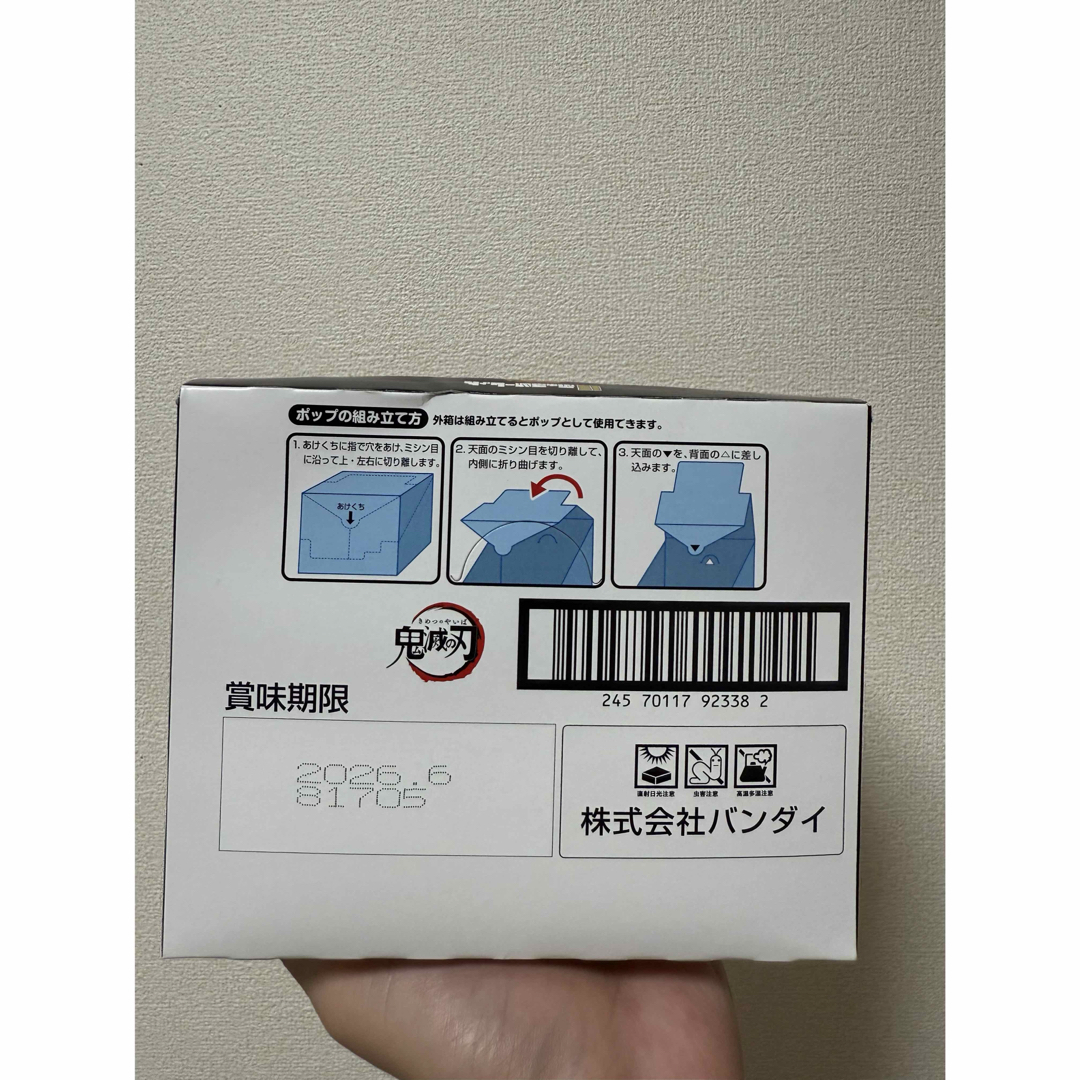 ポップの組み立て方 外箱は組み立てるとポップとして使用できます。
1. あけくちに指で穴をあけ、ミシン目
に沿って上・左右に切り離します。
あけくち
2. 天面のミシン目を切り離して、
内側に折り曲げます。
3. 天面の▼を、背面の△に差し
込みます。
きめつのやいば
鬼滅の刃
245 70117 92338 2
賞味期限
2026.6
81705
直射日光注意 虫害注意 高温多湿注意
株式会社バンダイ